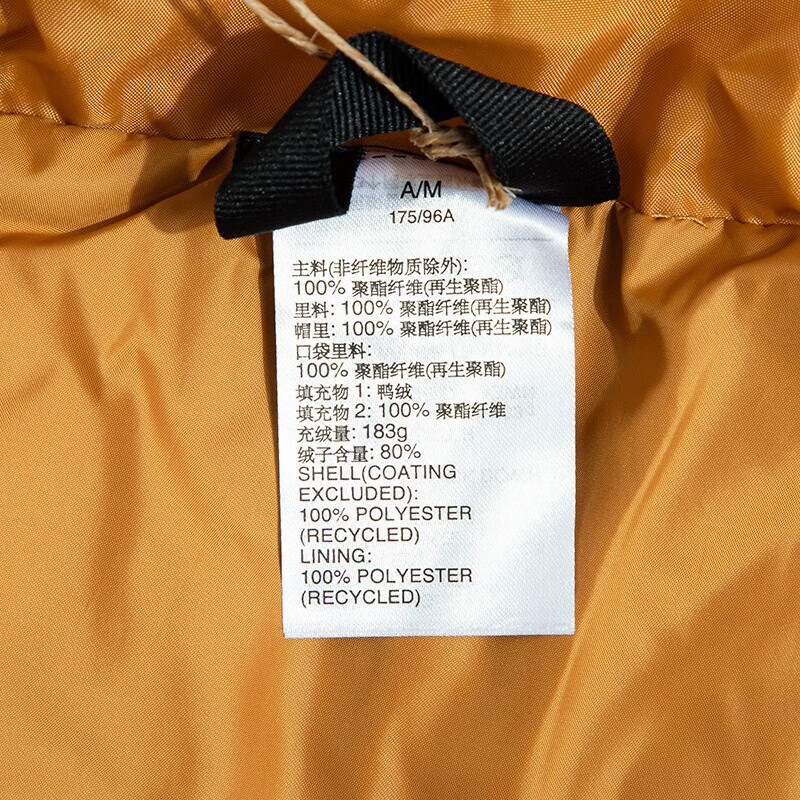 A/M
175/96A
主料(非纤维物质除外):
100% 聚酯纤维(再生聚酯)
里料: 100% 聚酯纤维(再生聚酯)
帽里: 100% 聚酯纤维(再生聚酯)
口袋里料:
100% 聚酯纤维(再生聚酯)
填充物 1: 鸭绒
填充物 2: 100% 聚酯纤维
充绒量: 183g
绒子含量: 80%
SHELL(COATING
EXCLUDED):
100% POLYESTER
(RECYCLED)
LINING:
100% POLYESTER
(RECYCLED)